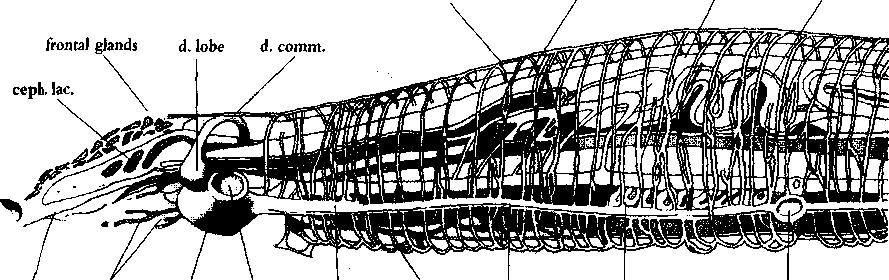 frontal glands d. lobe d. comm.
ceph. lac.